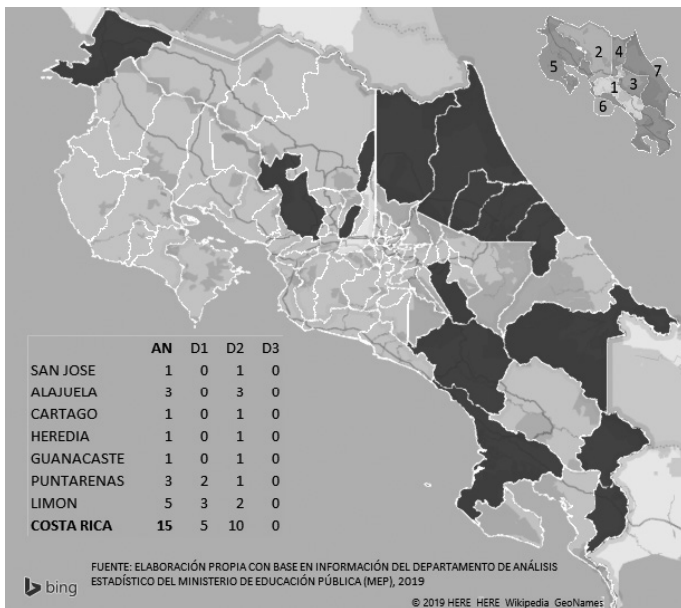 2 4
5 7
1 3
6
AN D1 D2 D3
SAN JOSE 1 0 1 0
ALAJUELA 3 0 3 0
CARTAGO 1 0 1 0
HEREDIA 1 0 1 0
GUANACASTE 1 0 1 0
PUNTARENAS 3 2 1 0
LIMON 5 3 2 0
COSTA RICA 15 5 10 0
FUENTE: ELABORACIÓN PROPIA CON BASE EN INFORMACIÓN DEL DEPARTAMENTO DE ANÁLISIS
ESTADÍSTICO DEL MINISTERIO DE EDUCACIÓN PÚBLICA (MEP), 2019
bing
© 2019 HERE HERE Wikipedia GeoNames